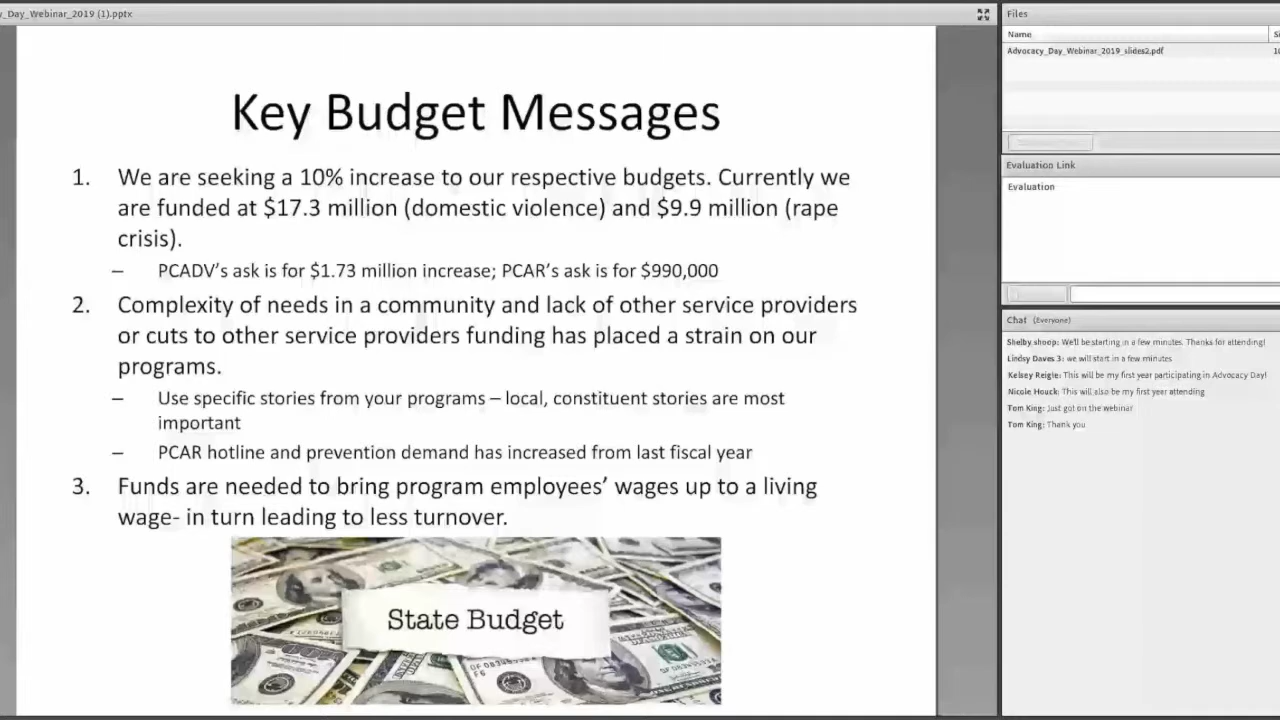 y_Day_Webinar_2019 (1).pptx
Key Budget Messages
1. We are seeking a 10% increase to our respective budgets. Currently we
are funded at $17.3 million (domestic violence) and $9.9 million (rape
crisis).
– PCADV’s ask is for $1.73 million increase; PCAR’s ask is for $990,000
2. Complexity of needs in a community and lack of other service providers
or cuts to other service providers funding has placed a strain on our
programs.
– Use specific stories from your programs – local, constituent stories are most
important
– PCAR hotline and prevention demand has increased from last fiscal year
3. Funds are needed to bring program employees’ wages up to a living
wage- in turn leading to less turnover.
State Budget
Files
Name
Advocacy_Day_Webinar_2019_slides2.pdf
Evaluation Link
Evaluation
Chat (Everyone)
Shelby shoop: We'll be starting in a few minutes. Thanks for attending!
Lindsy Daves 3: we will start in a few minutes
Kelsey Reigle: This will be my first year participating in Advocacy Day!
Nicole Houck: This will also be my first year attending
Tom King: Just got on the webinar
Tom King: Thank you